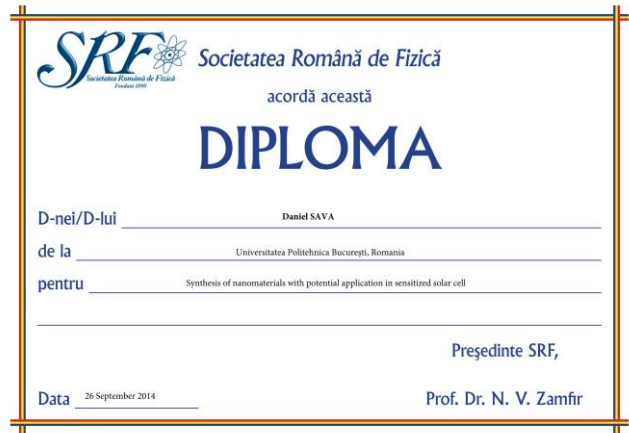 SRF
Societatea Română de Fizică
Fondată 1890
Societatea Română de Fizică
acordă această
DIPLOMA
D-nei/D-lui Daniel SAVA
de la Universitatea Politehnica Bucureşti, Romania
pentru Synthesis of nanomaterials with potential application in sensitized solar cell
Preşedinte SRF,
Data 26 September 2014 Prof. Dr. N. V. Zamfir